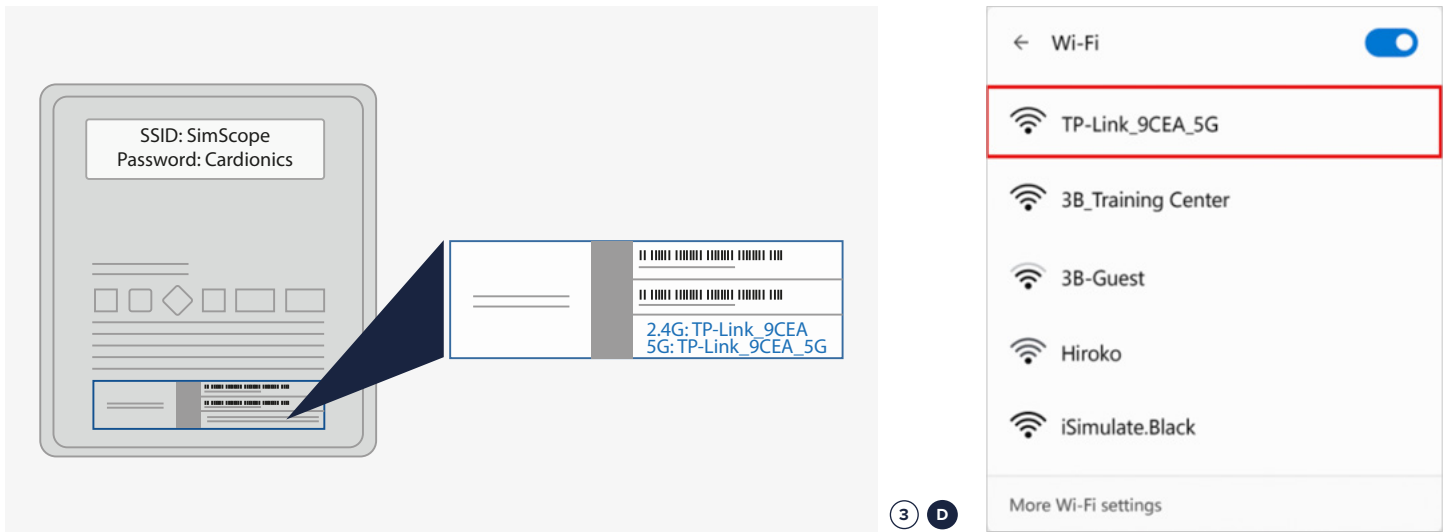 SSID: SimScope
Password: Cardionics
2.4G: TP-Link_9CEA
5G: TP-Link_9CEA_5G
3 D
Wi-Fi
TP-Link_9CEA_5G
3B_Training Center
3B-Guest
Hiroko
iSimulate.Black
More Wi-Fi settings